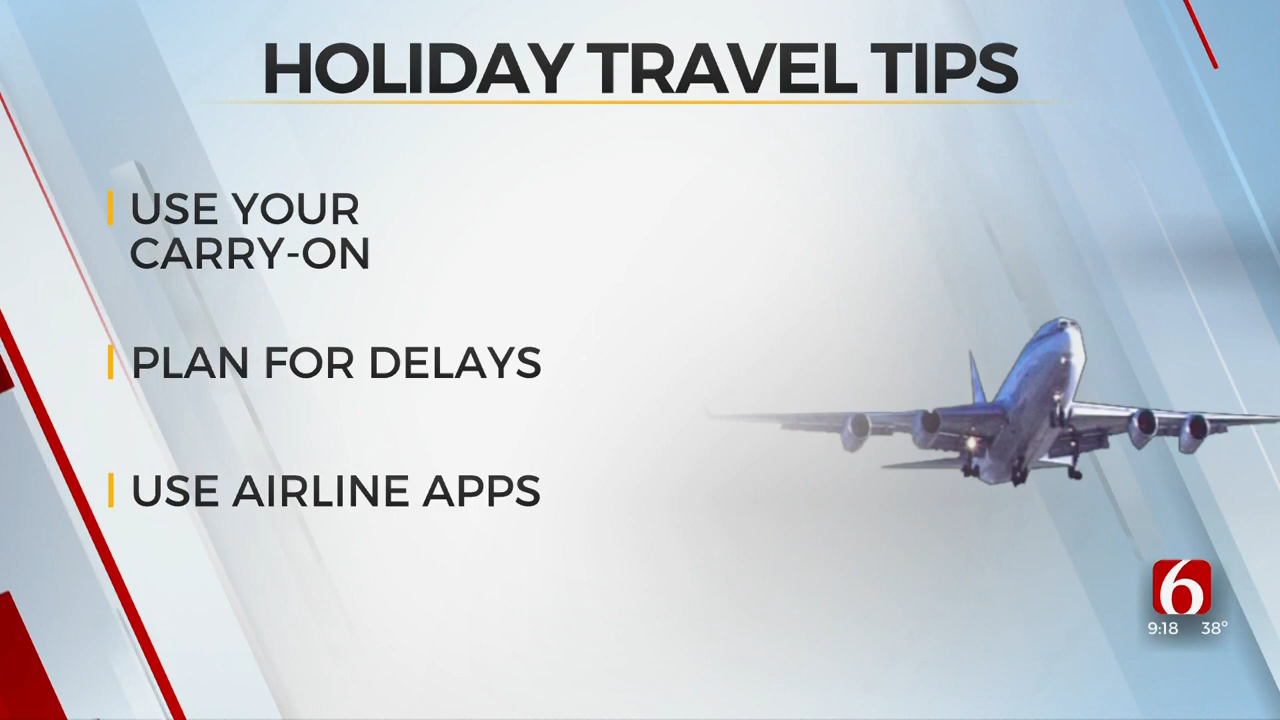 HOLIDAY TRAVEL TIPS
USE YOUR
CARRY-ON
PLAN FOR DELAYS
USE AIRLINE APPS
6
9:18 38°